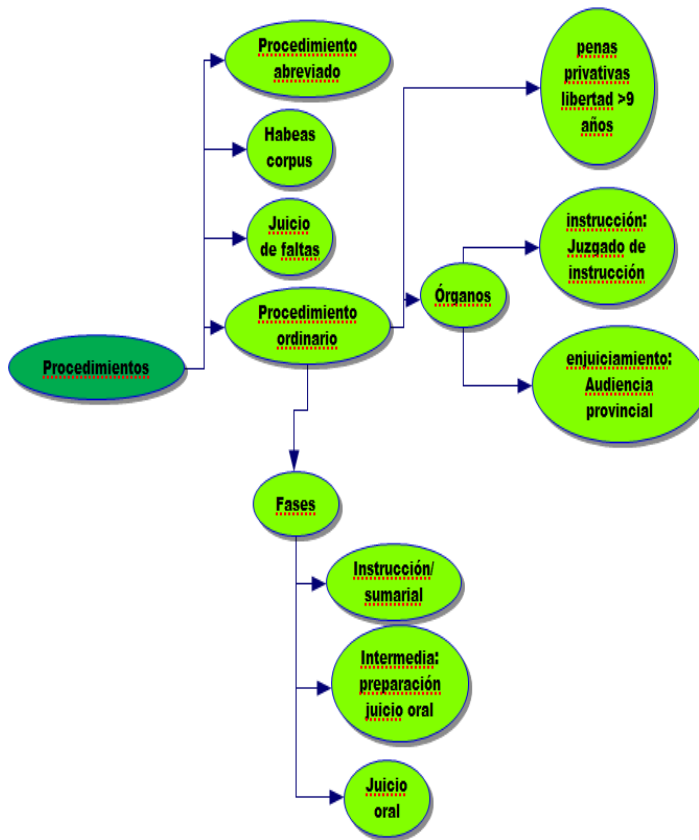 Procedimiento
abreviado
penas
privativas
libertad >9
años
Habeas
corpus
Juicio
de faltas
instrucción:
Juzgado de
instrucción
Órganos
Procedimiento
ordinario
Procedimientos
enjuiciamiento:
Audiencia
provincial
Fases
Instrucción/
sumarial
Intermedia:
preparación
juicio oral
Juicio
oral